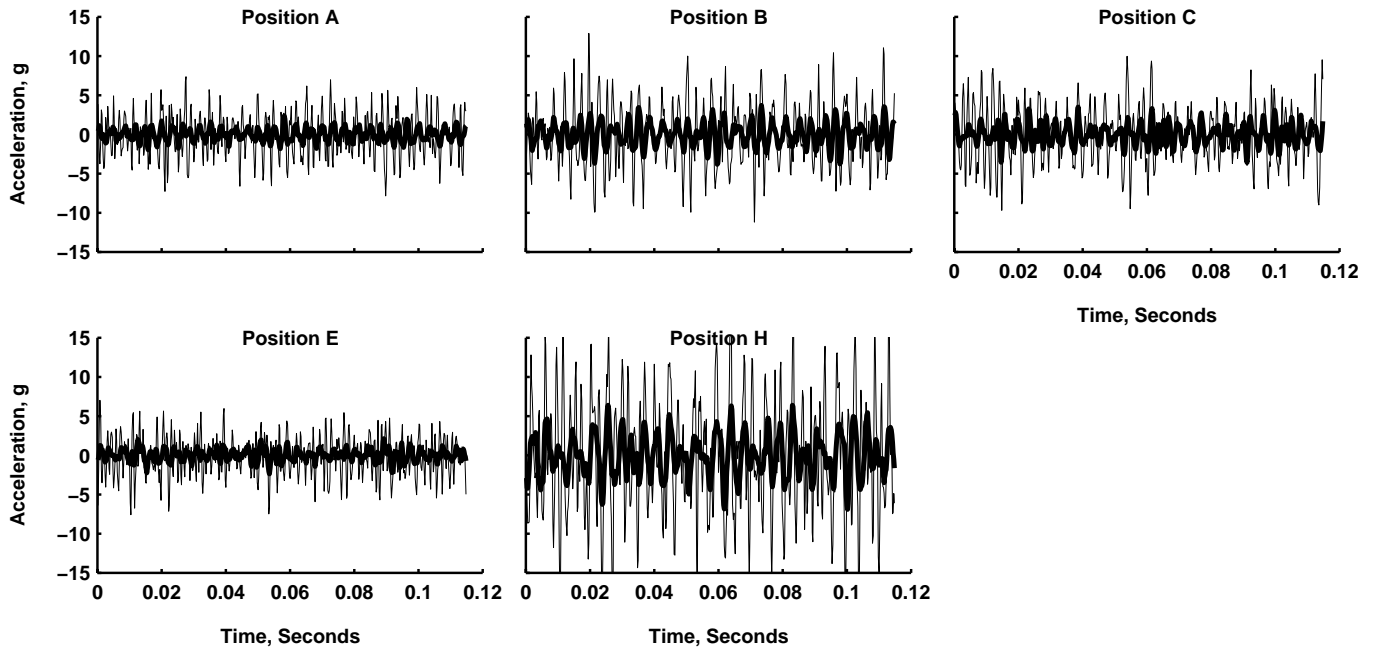 Position A
Position B
Position C
15
10
5
0
−5
−10
−15
Acceleration, g
0 0.02 0.04 0.06 0.08 0.1 0.12
Time, Seconds
Position E
Position H
15
10
5
0
−5
−10
−15
Acceleration, g
0 0.02 0.04 0.06 0.08 0.1 0.12
0 0.02 0.04 0.06 0.08 0.1 0.12
Time, Seconds
Time, Seconds